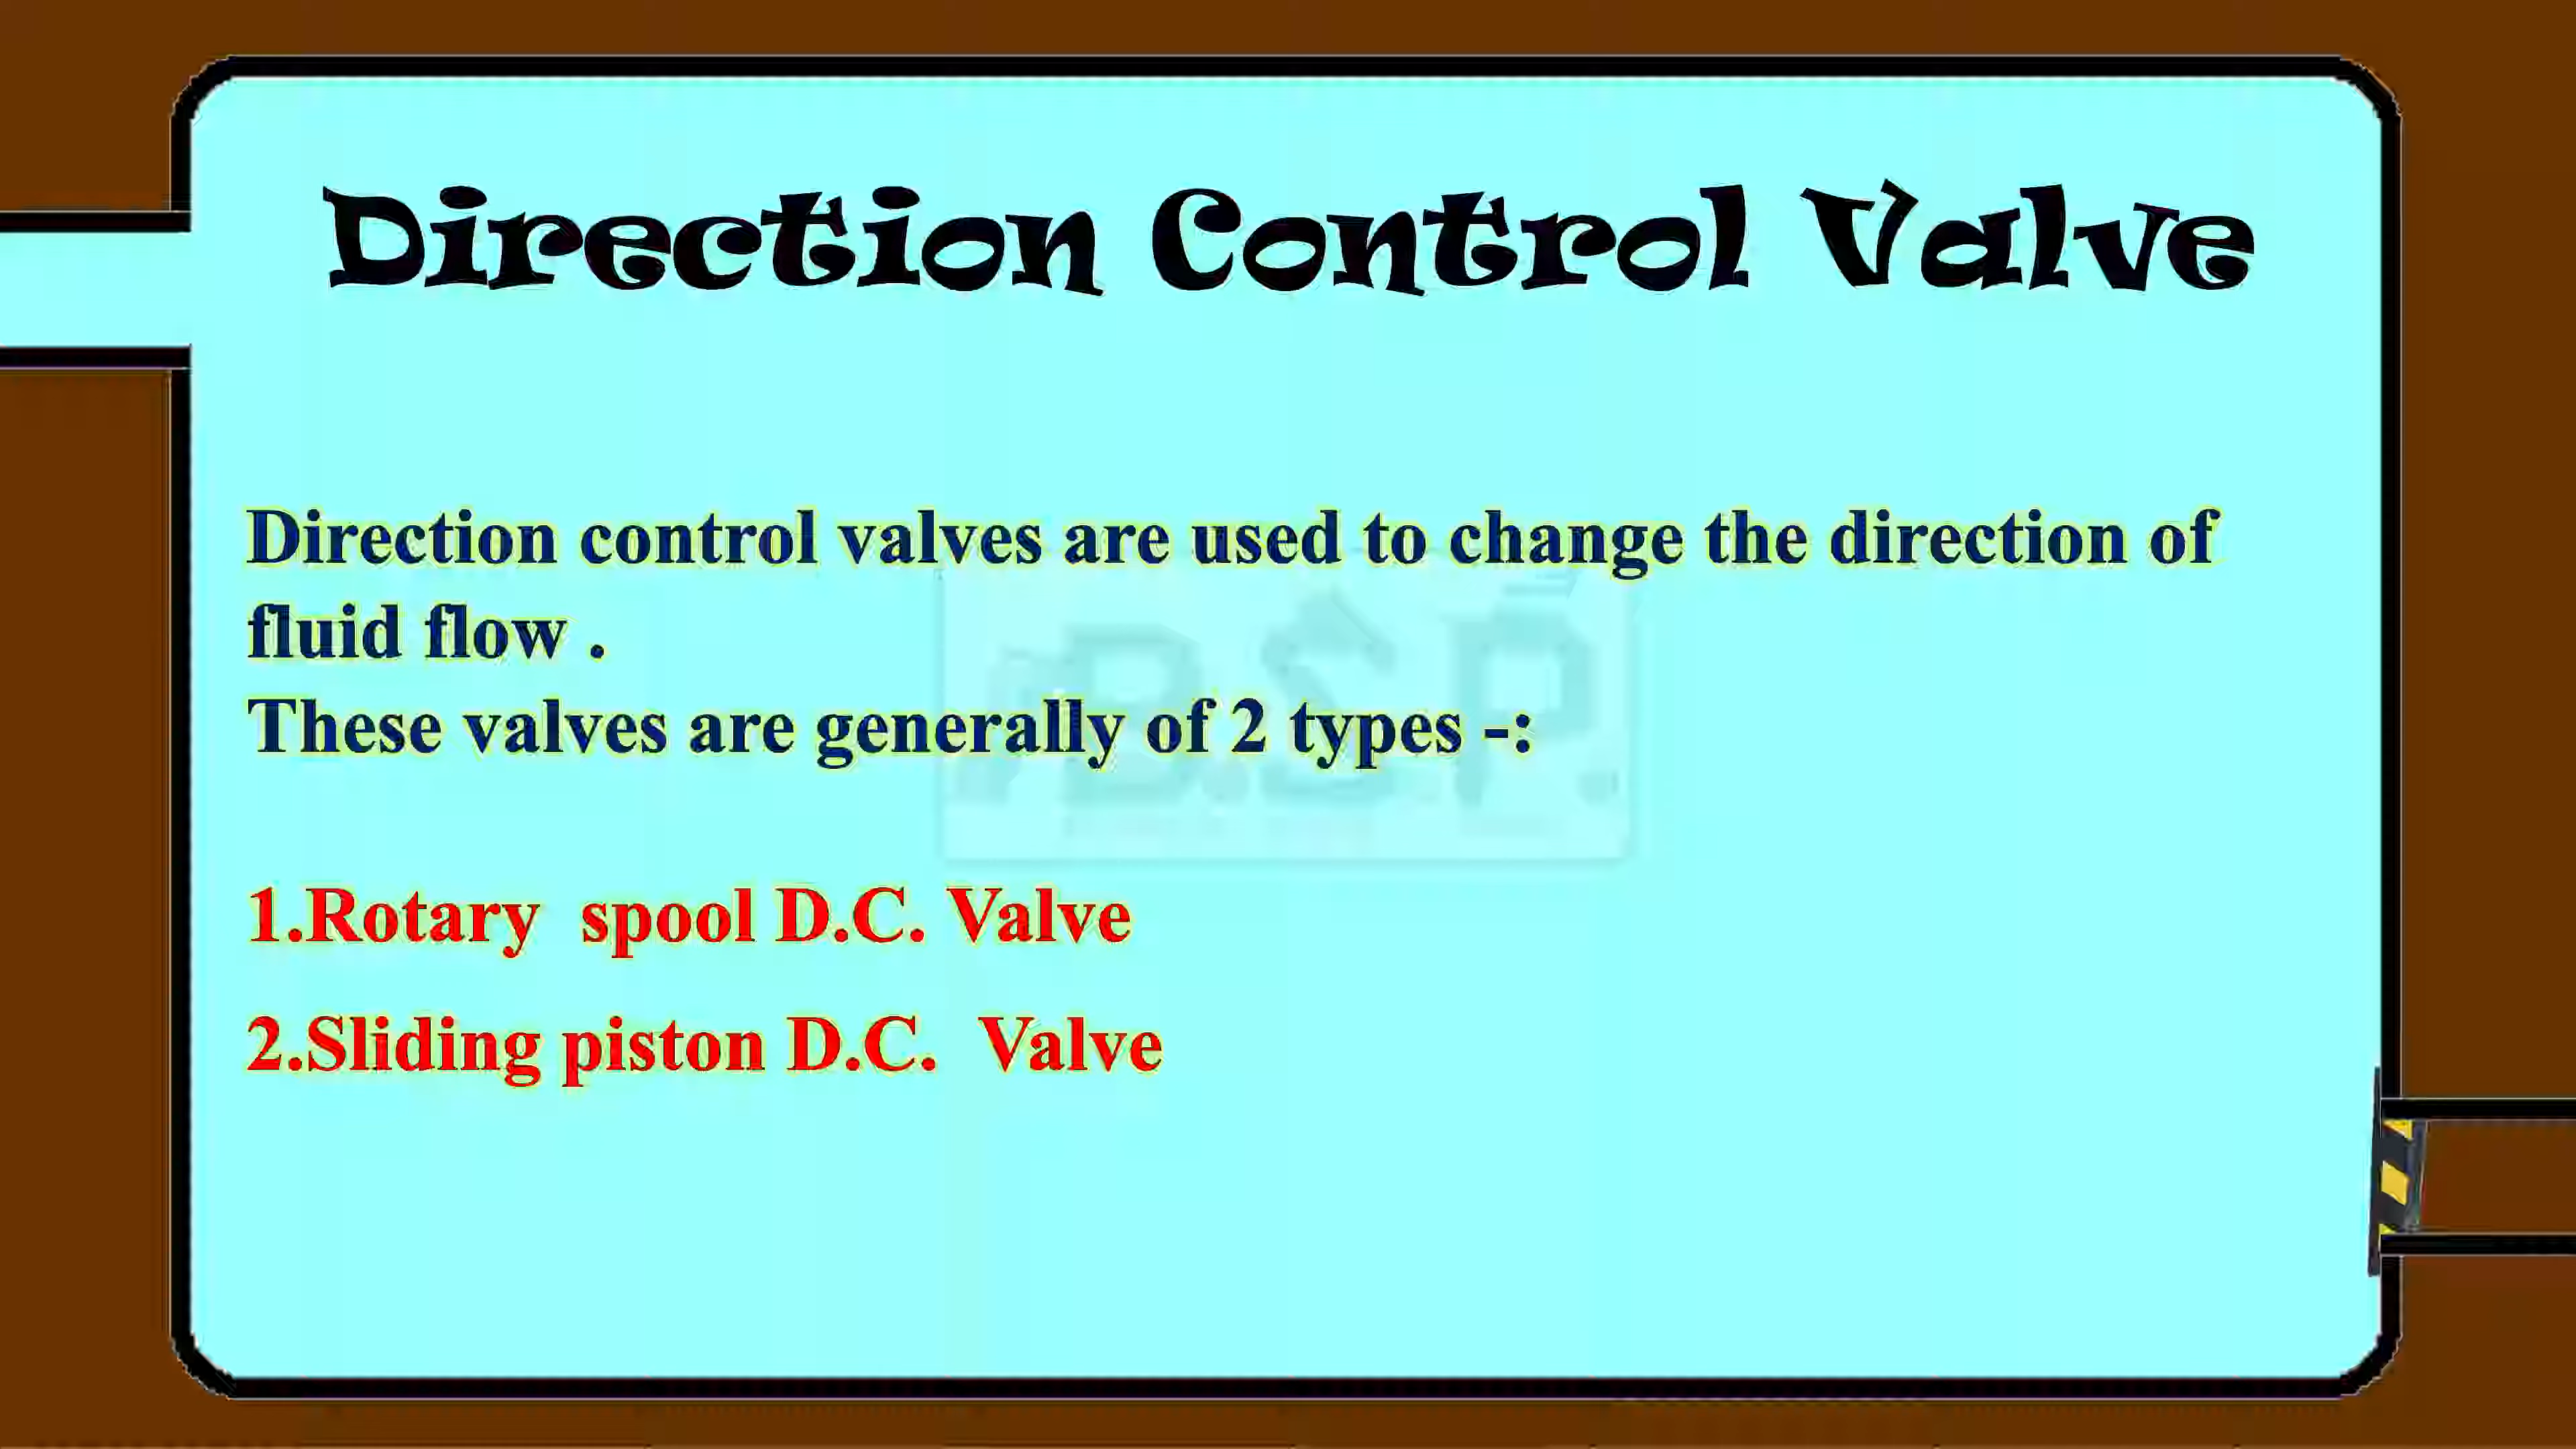 Direction Control Valve
Direction control valves are used to change the direction of
fluid flow .
These valves are generally of 2 types -:
B.S.P.
1.Rotary  spool D.C. Valve
2.Sliding piston D.C.  Valve